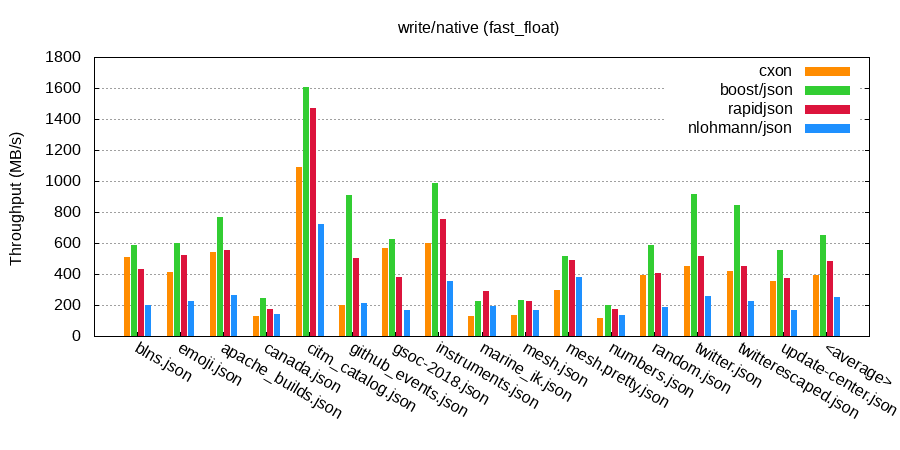 write/native (fast_float)
Throughput (MB/s)
1800
1600
1400
1200
1000
800
600
400
200
0
cxon
boost/json
rapidjson
nlohmann/json
blns.json
emoji.json
apache_builds.json
canada.json
citm_catalog.json
github_events.json
gsoc-2018.json
instruments.json
marine_ik.json
mesh.json
mesh.pretty.json
numbers.json
random.json
twitter.json
twitterescaped.json
update-center.json
<average>